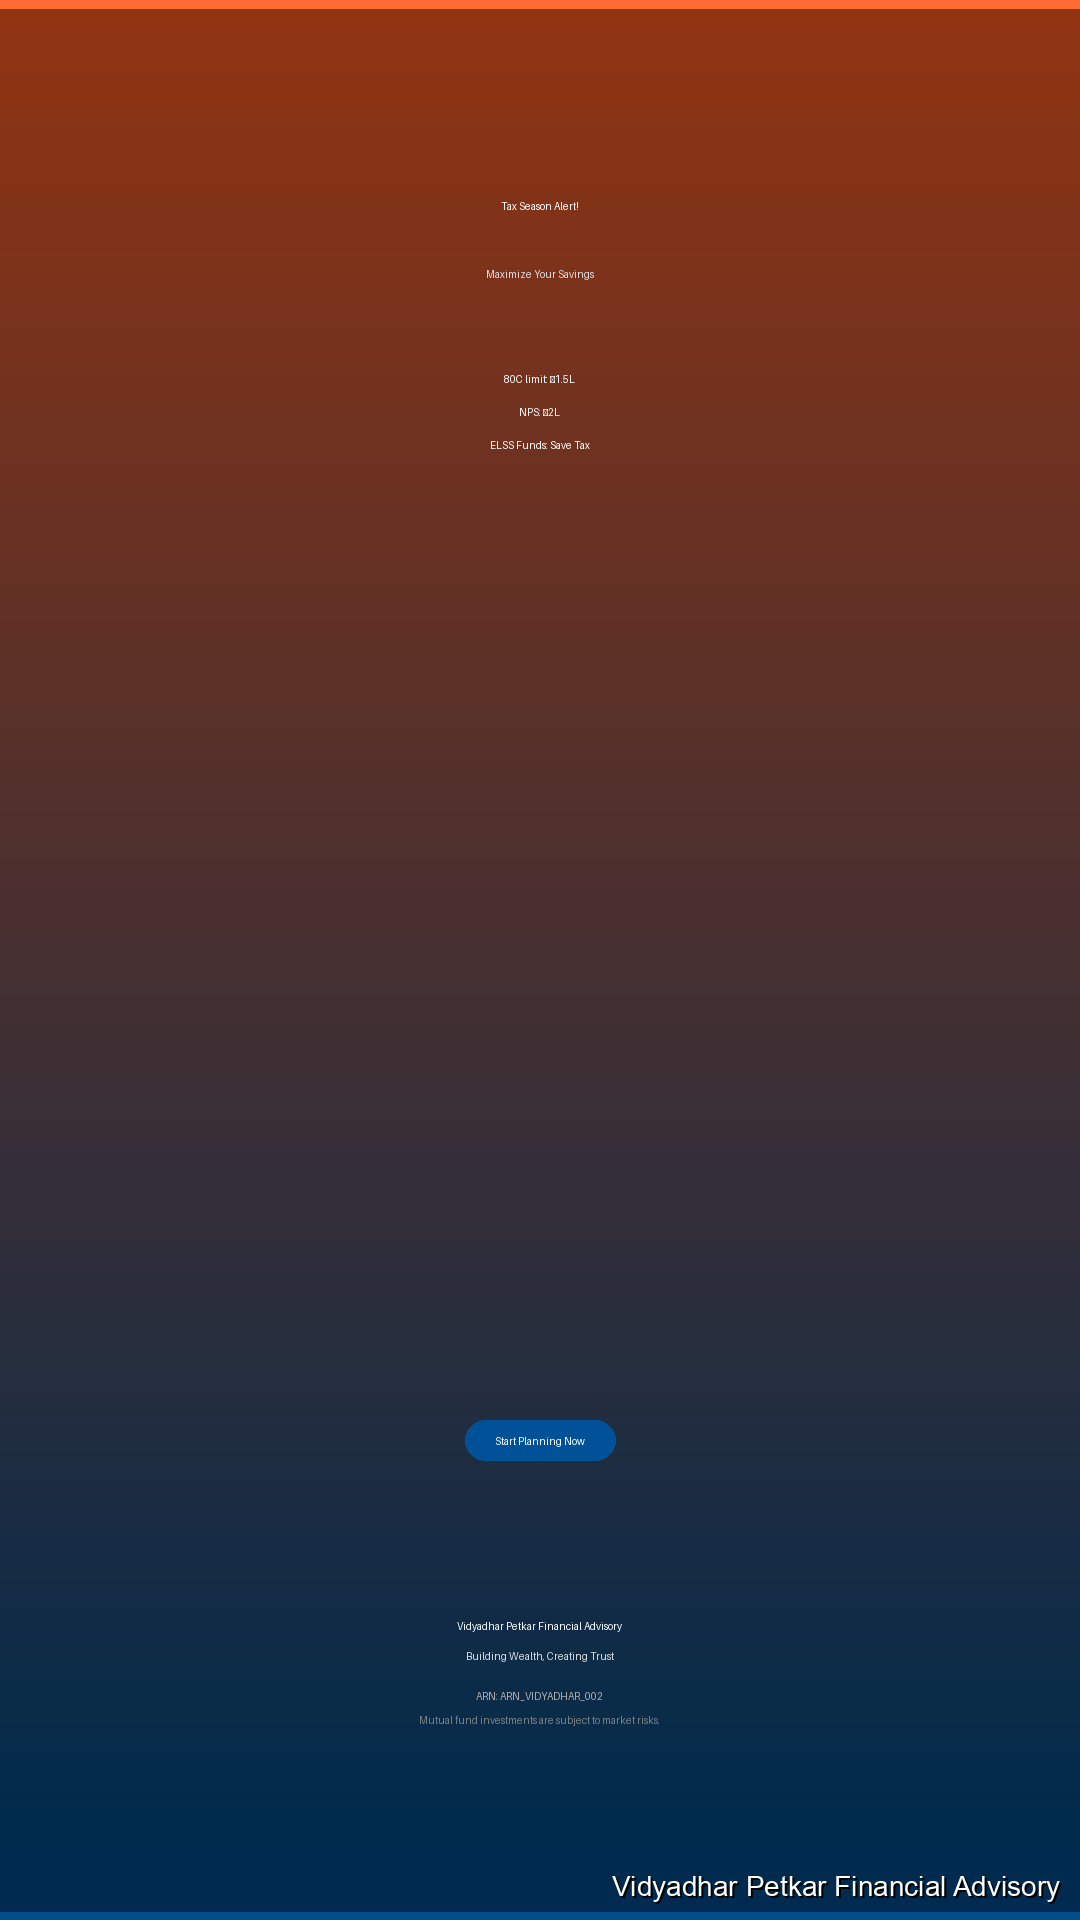 Tax Season Alert!
Maximize Your Savings
80C limit: 1.5L
NPS: 2L
ELSS Funds: Save Tax
Start Planning Now
Vidyadhar Petkar Financial Advisory
Building Wealth, Creating Trust
ARN: ARN_VIDYADHAR_002
Mutual fund investments are subject to market risks.
Vidyadhar Petkar Financial Advisory